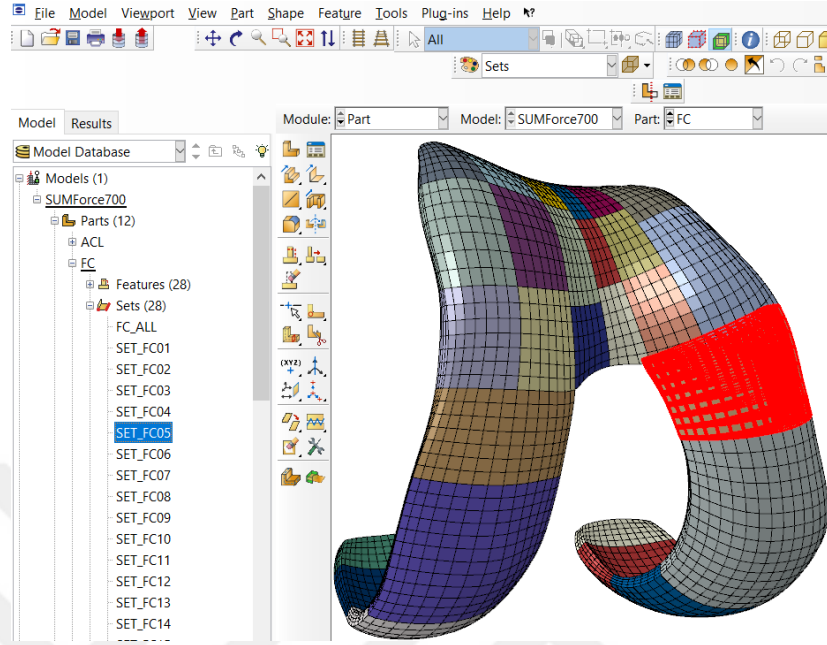 File Model Viewport View Part Shape Feature Tools Plug-ins Help
All
Sets
Model Results
Module: Part Model: SUMForce700 Part: FC
Model Database
Models (1)
SUMForce700
Parts (12)
ACL
FC
Features (28)
Sets (28)
FC_ALL
SET_FC01
SET_FC02
SET_FC03
SET_FC04
SET_FC05
SET_FC06
SET_FC07
SET_FC08
SET_FC09
SET_FC10
SET_FC11
SET_FC12
SET_FC13
SET_FC14
(XYZ)